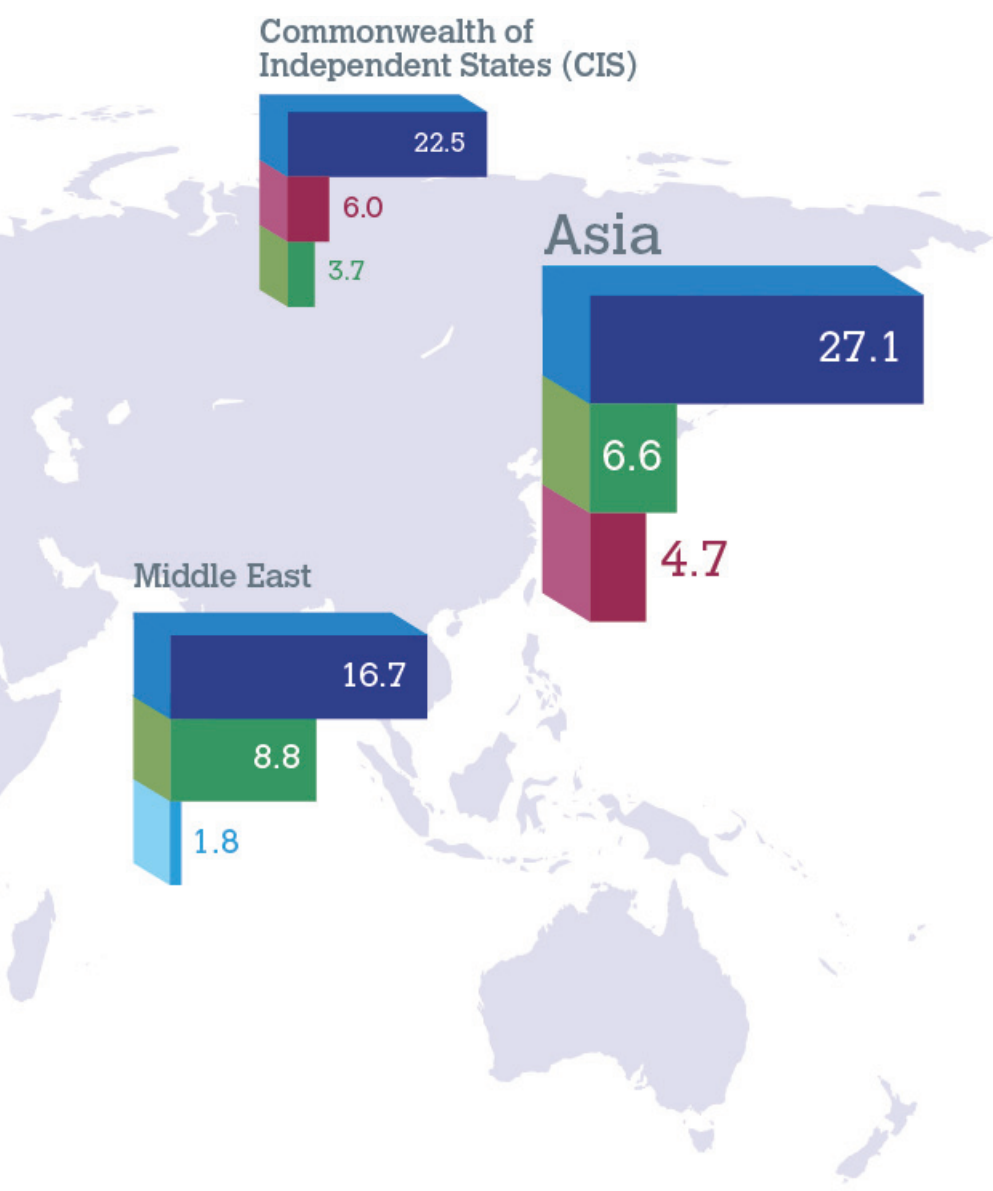 Commonwealth of
Independent States (CIS)
22.5
6.0
3.7
Asia
27.1
6.6
4.7
Middle East
16.7
8.8
1.8